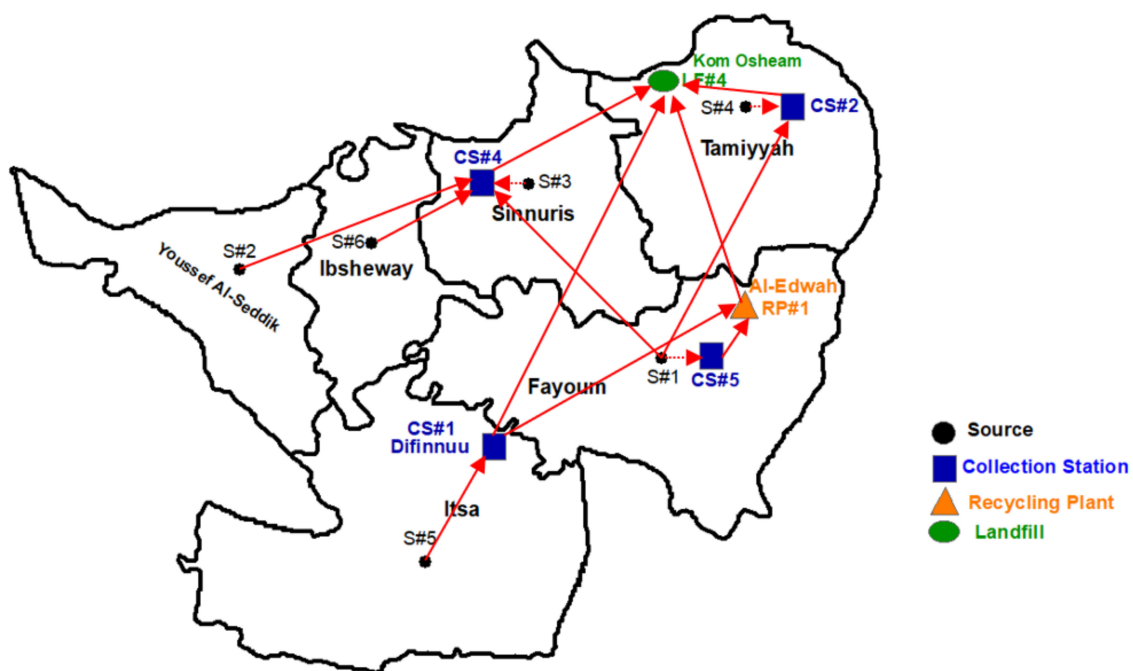 Kom Osheam
LF#4
S#4
CS#2
Tamiyyah
CS#4
S#3
Sinnuris
S#2
S#6
Ibsheway
Youssef Al-Seddik
Al-Edwah
RP#1
S#1
CS#5
Fayoum
CS#1
Difinnuu
Itsa
S#5
Source
Collection Station
Recycling Plant
Landfill